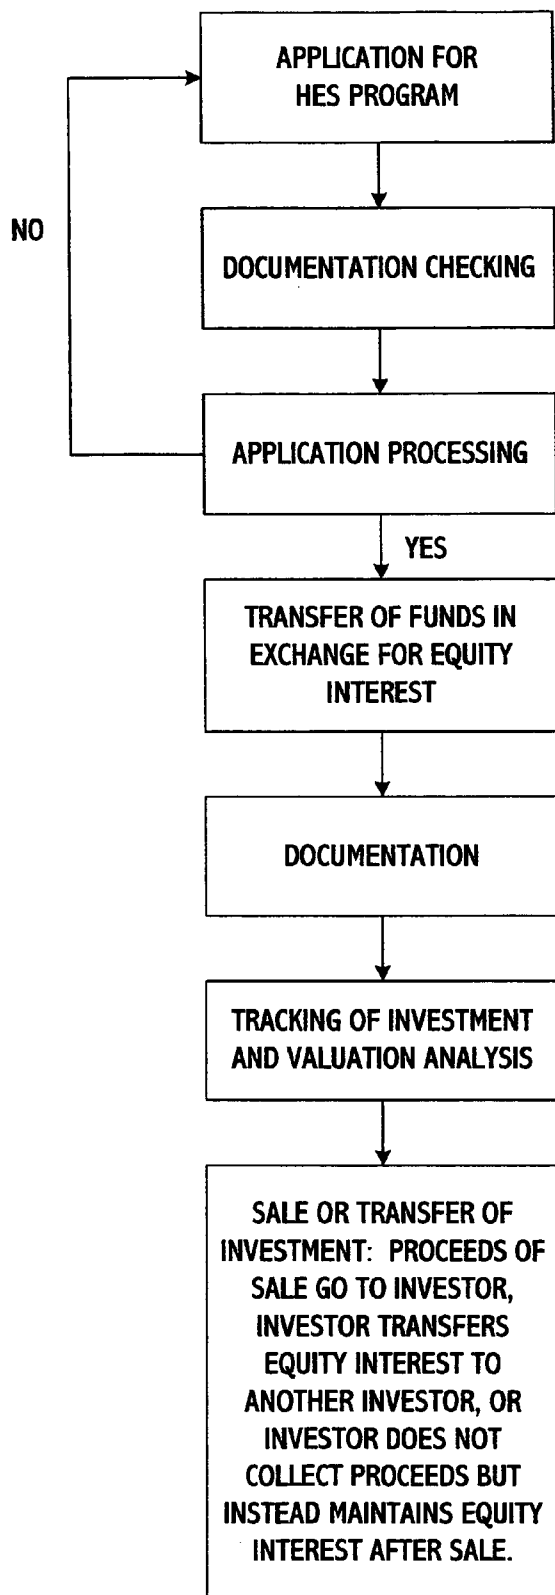 APPLICATION FOR
HES PROGRAM
NO
DOCUMENTATION CHECKING
APPLICATION PROCESSING
YES
TRANSFER OF FUNDS IN
EXCHANGE FOR EQUITY
INTEREST
DOCUMENTATION
TRACKING OF INVESTMENT
AND VALUATION ANALYSIS
SALE OR TRANSFER OF
INVESTMENT: PROCEEDS OF
SALE GO TO INVESTOR,
INVESTOR TRANSFERS
EQUITY INTEREST TO
ANOTHER INVESTOR, OR
INVESTOR DOES NOT
COLLECT PROCEEDS BUT
INSTEAD MAINTAINS EQUITY
INTEREST AFTER SALE.